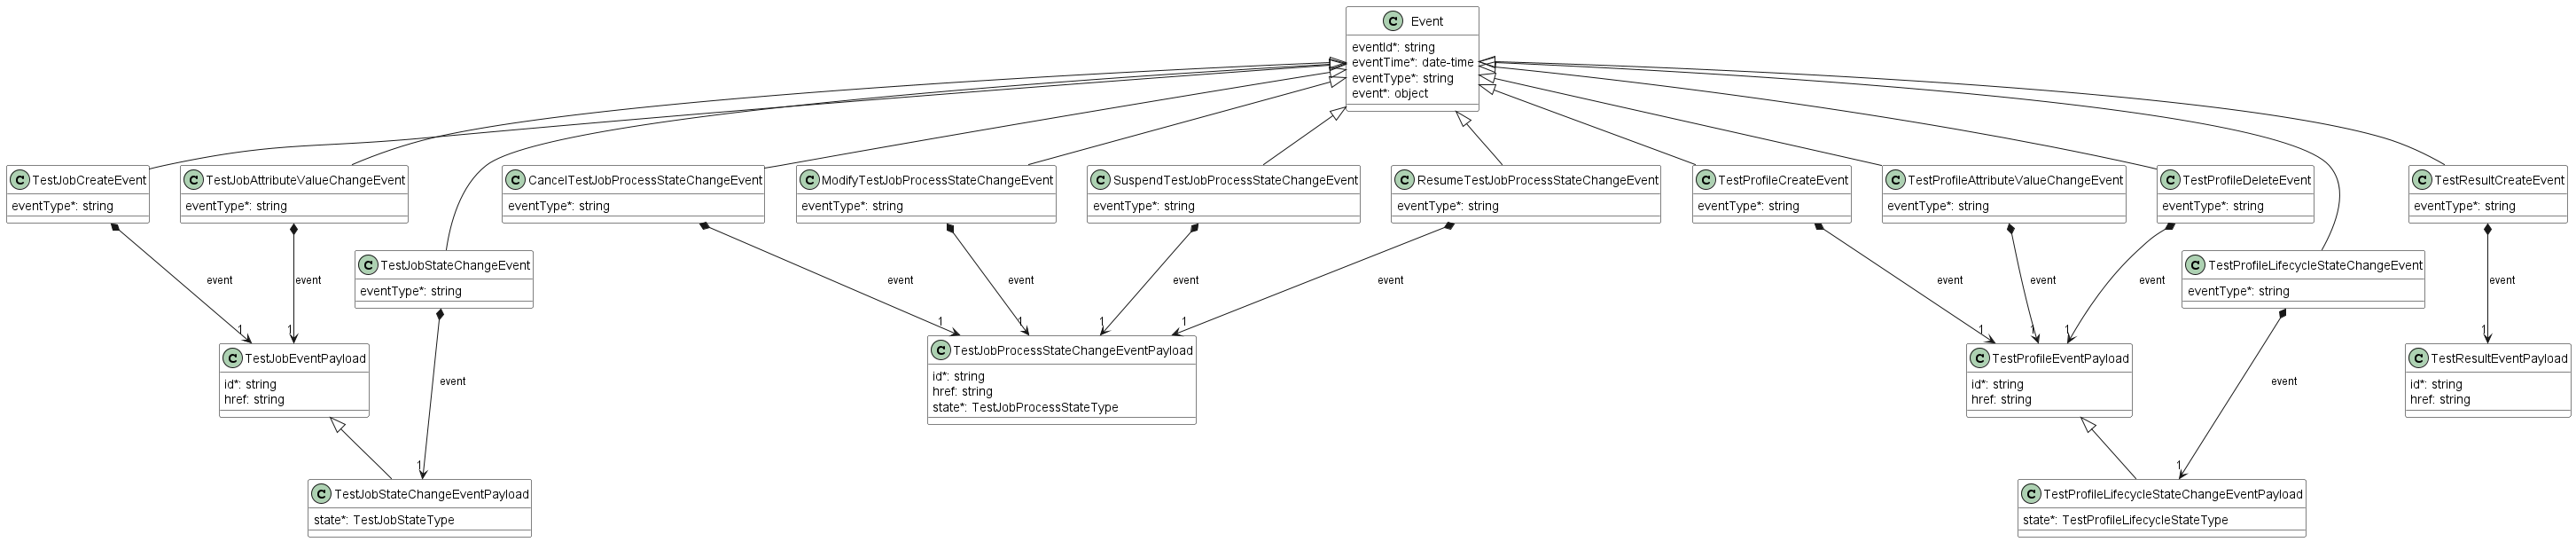 C Event
eventId*: string
eventTime*: date-time
eventType*: string
event*: object
C TestJobCreateEvent
eventType*: string
C TestJobAttributeValueChangeEvent
eventType*: string
C CancelTestJobProcessStateChangeEvent
eventType*: string
C ModifyTestJobProcessStateChangeEvent
eventType*: string
C SuspendTestJobProcessStateChangeEvent
eventType*: string
C ResumeTestJobProcessStateChangeEvent
eventType*: string
C TestProfileCreateEvent
eventType*: string
C TestProfileAttributeValueChangeEvent
eventType*: string
C TestProfileDeleteEvent
eventType*: string
C TestResultCreateEvent
eventType*: string
C TestJobStateChangeEvent
eventType*: string
C TestProfileLifecycleStateChangeEvent
eventType*: string
event
event
event
event
event
event
event
event
event
event
1
1
1
1
1
1
1
1
1
1
C TestJobEventPayload
id*: string
href: string
C TestJobProcessStateChangeEventPayload
id*: string
href: string
state*: TestJobProcessStateType
C TestProfileEventPayload
id*: string
href: string
C TestResultEventPayload
id*: string
href: string
event
event
1
1
C TestJobStateChangeEventPayload
state*: TestJobStateType
C TestProfileLifecycleStateChangeEventPayload
state*: TestProfileLifecycleStateType